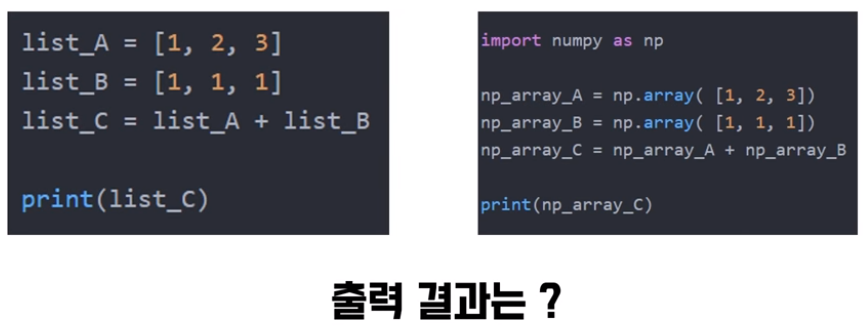 list_A = [1, 2, 3]
list_B = [1, 1, 1]
list_C = list_A + list_B
print(list_C)
import numpy as np
np_array_A = np.array( [1, 2, 3])
np_array_B = np.array( [1, 1, 1])
np_array_C = np_array_A + np_array_B
print(np_array_C)
출력 결과는 ?